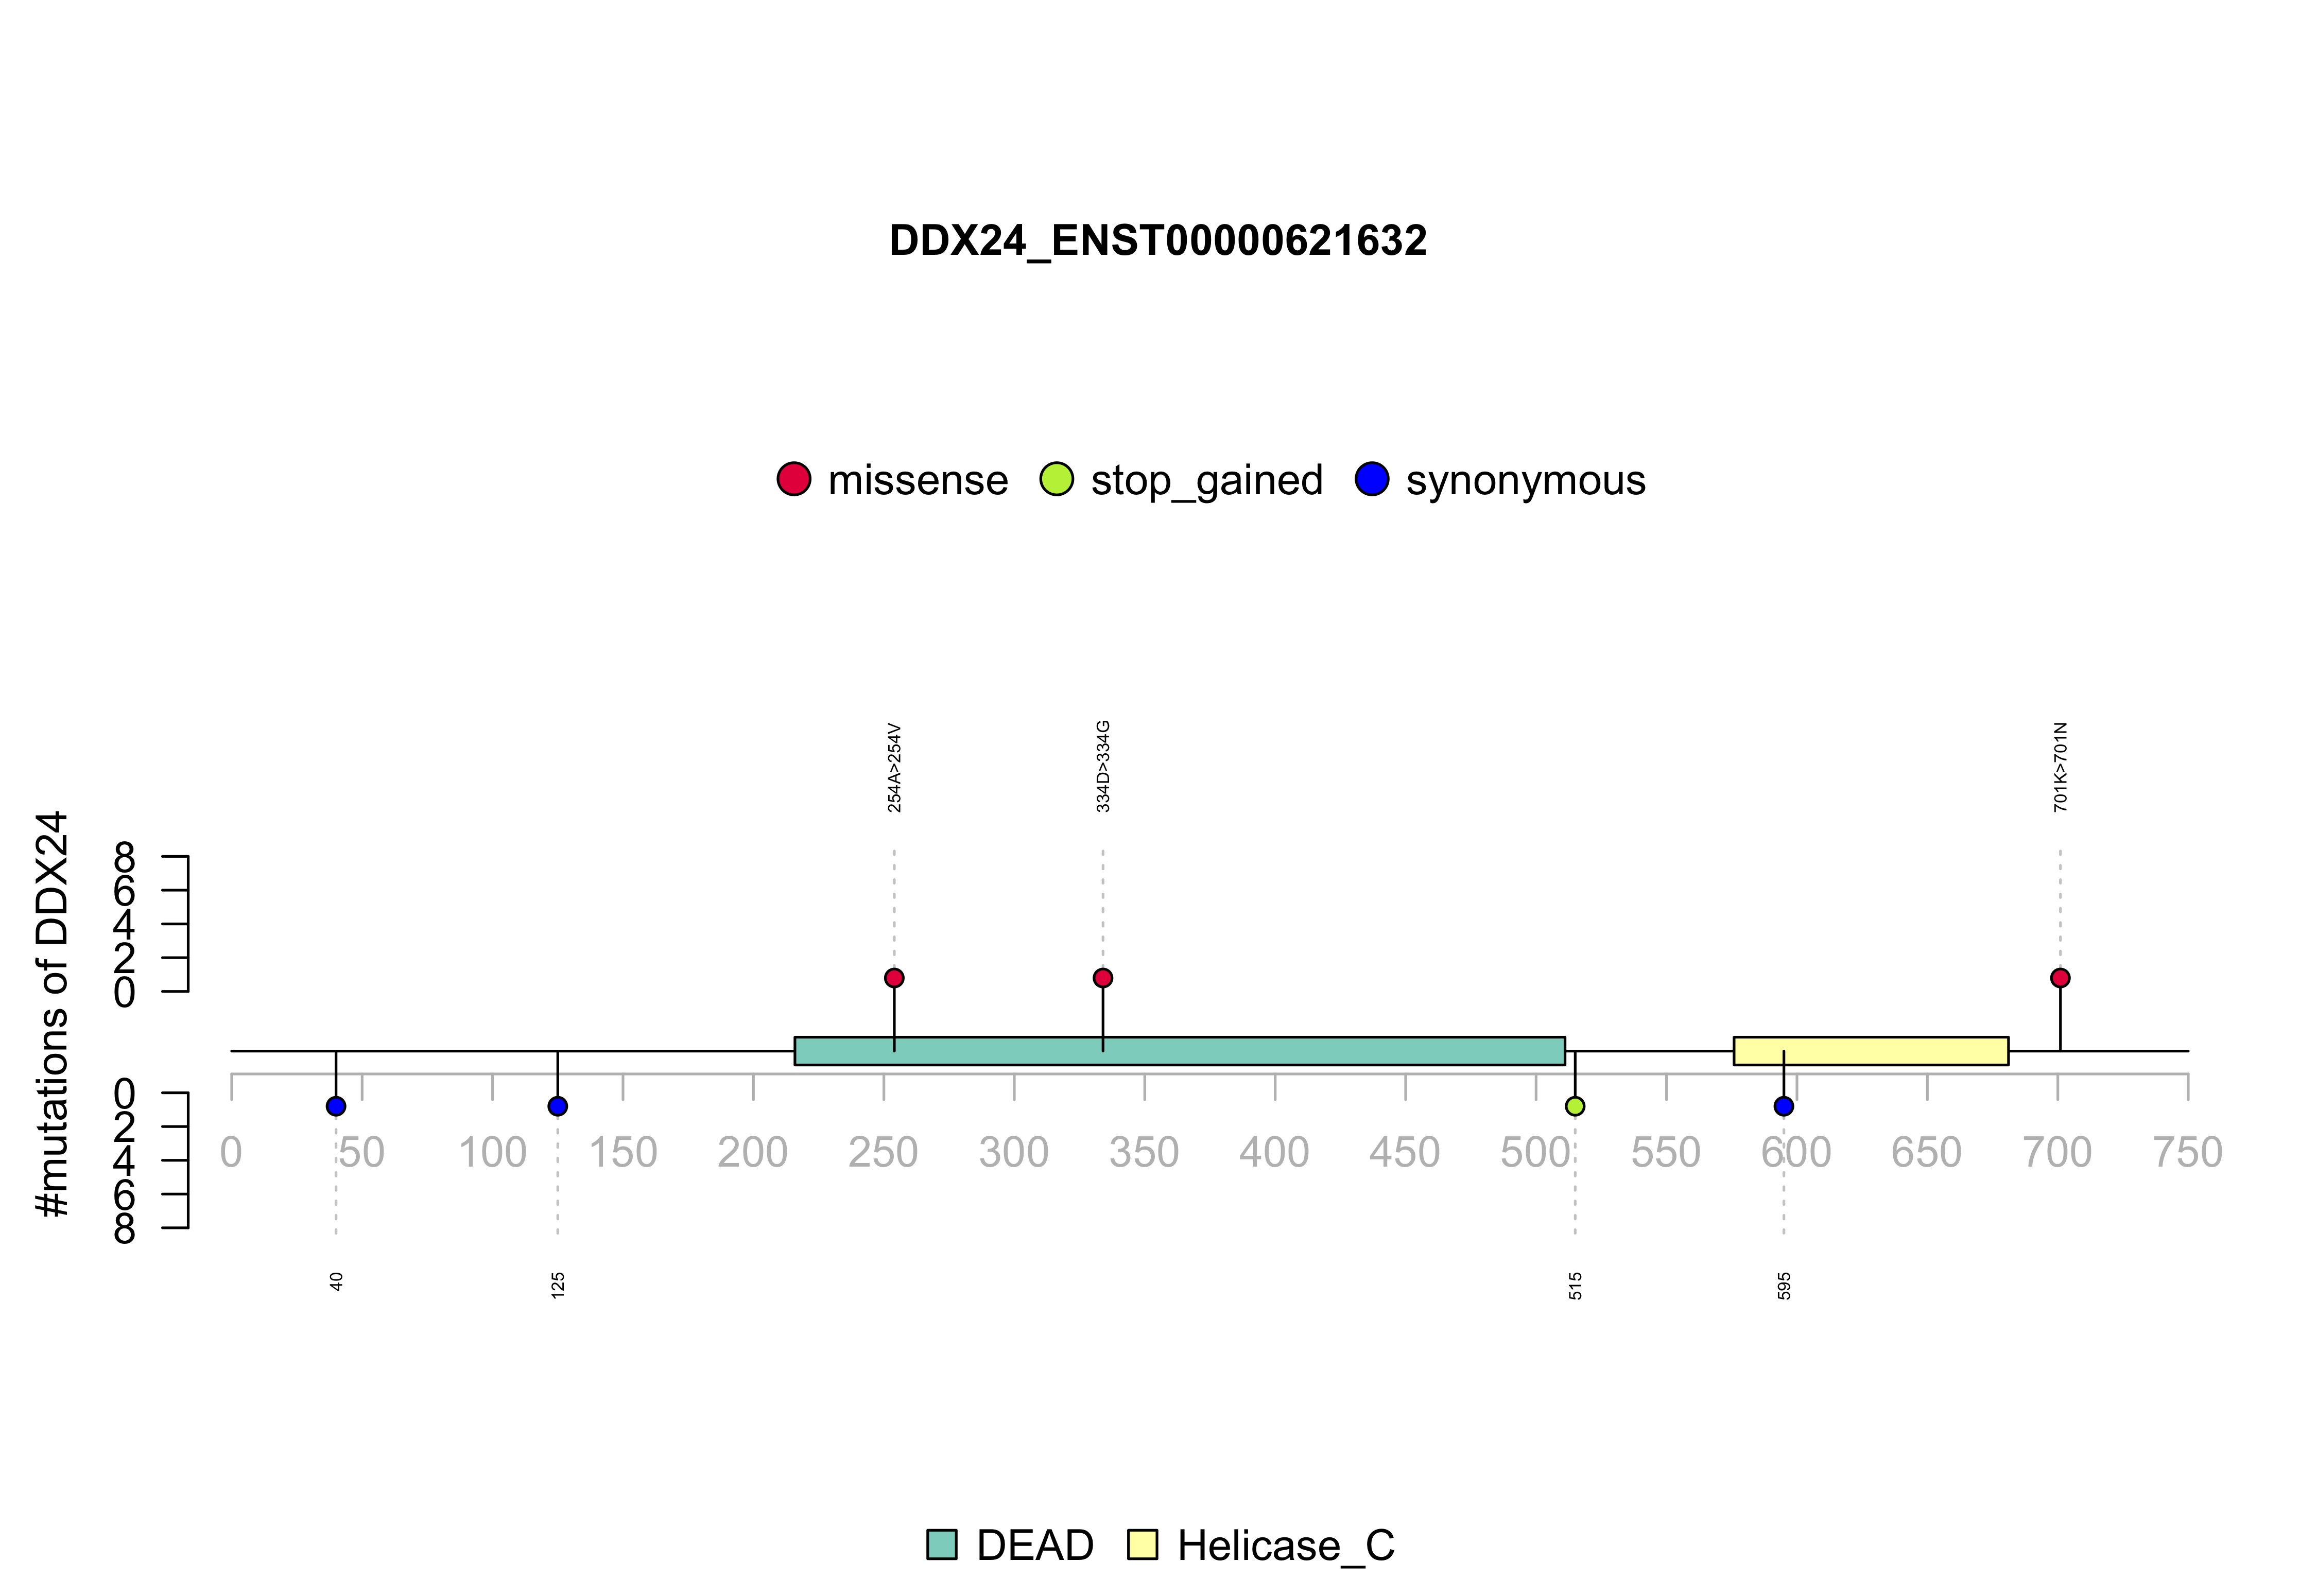 DDX24_ENST00000621632
missense stop_gained synonymous
254A>254V 334D>334G 701K>701N
#mutations of DDX24
8
6
4
2
0
0
2
4
6
8
0 50 100 150 200 250 300 350 400 450 500 550 600 650 700 750
40 125 515 595
DEAD Helicase_C